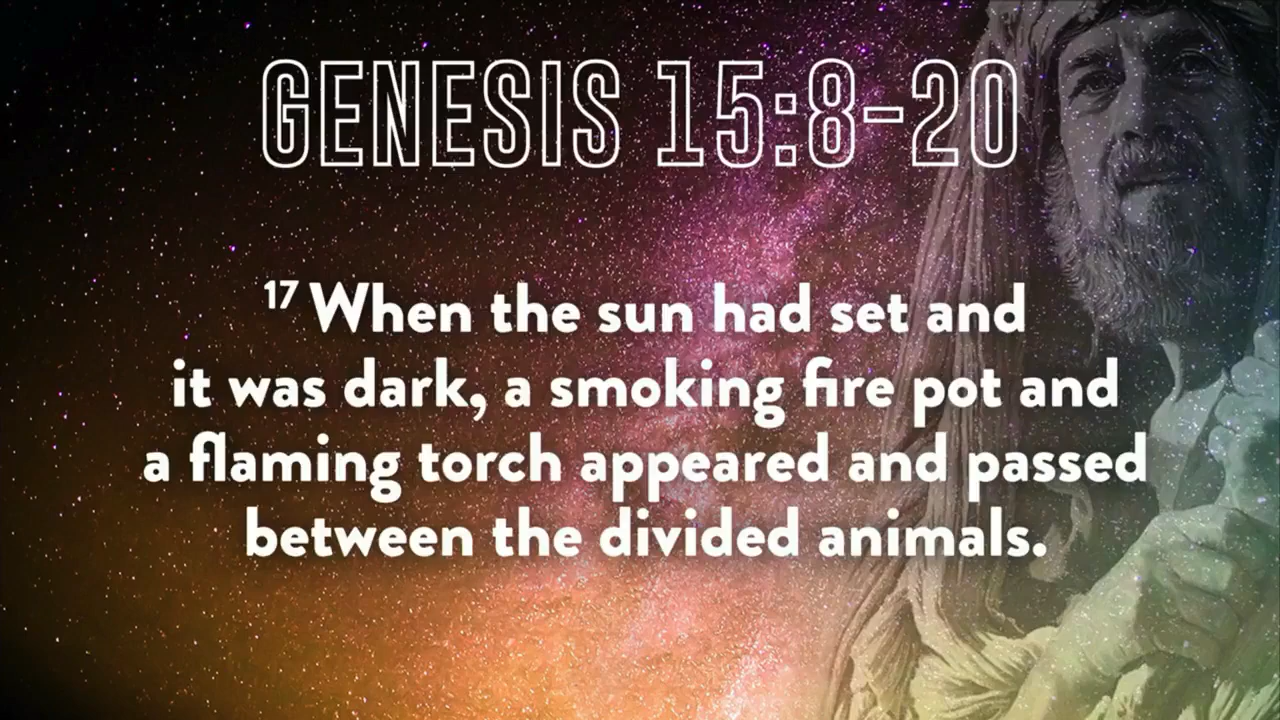 GENESIS 15:8-20
17 When the sun had set and
it was dark, a smoking fire pot and
a flaming torch appeared and passed
between the divided animals.